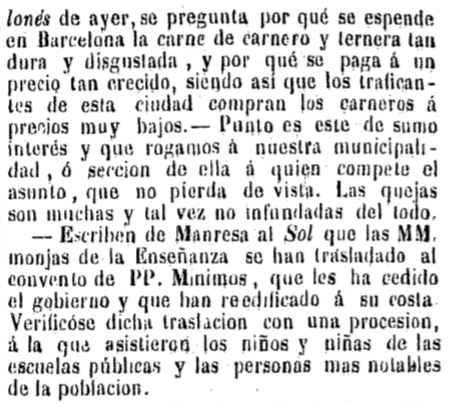 lonés de ayer, se pregunta por qué se espende
en Barcelona la carne de carnero y ternera tan
dura y disgustada, y por qué se paga á un
precio tan crecido, siendo asi que los trafican-
tes de esta ciudad compran los carneros á
precios muy bajos.— Punto es este de sumo
interés y que rogamos á nuestra municipali-
dad, ó seccion de ella á quien compete el
asunto, que no pierda de vista. Las quejas
son muchas y tal vez no infundadas del todo.
— Escriben de Manresa al Sol que las MM.
monjas de la Enseñanza se han trasladado al
convento de PP. Mínimos, que les ha cedido
el gobierno y que han reedificado á su costa.
Verificóse dicha traslacion con una procesion,
á la que asistieron los niños y niñas de las
escuelas públicas y las personas mas notables
de la poblacion.